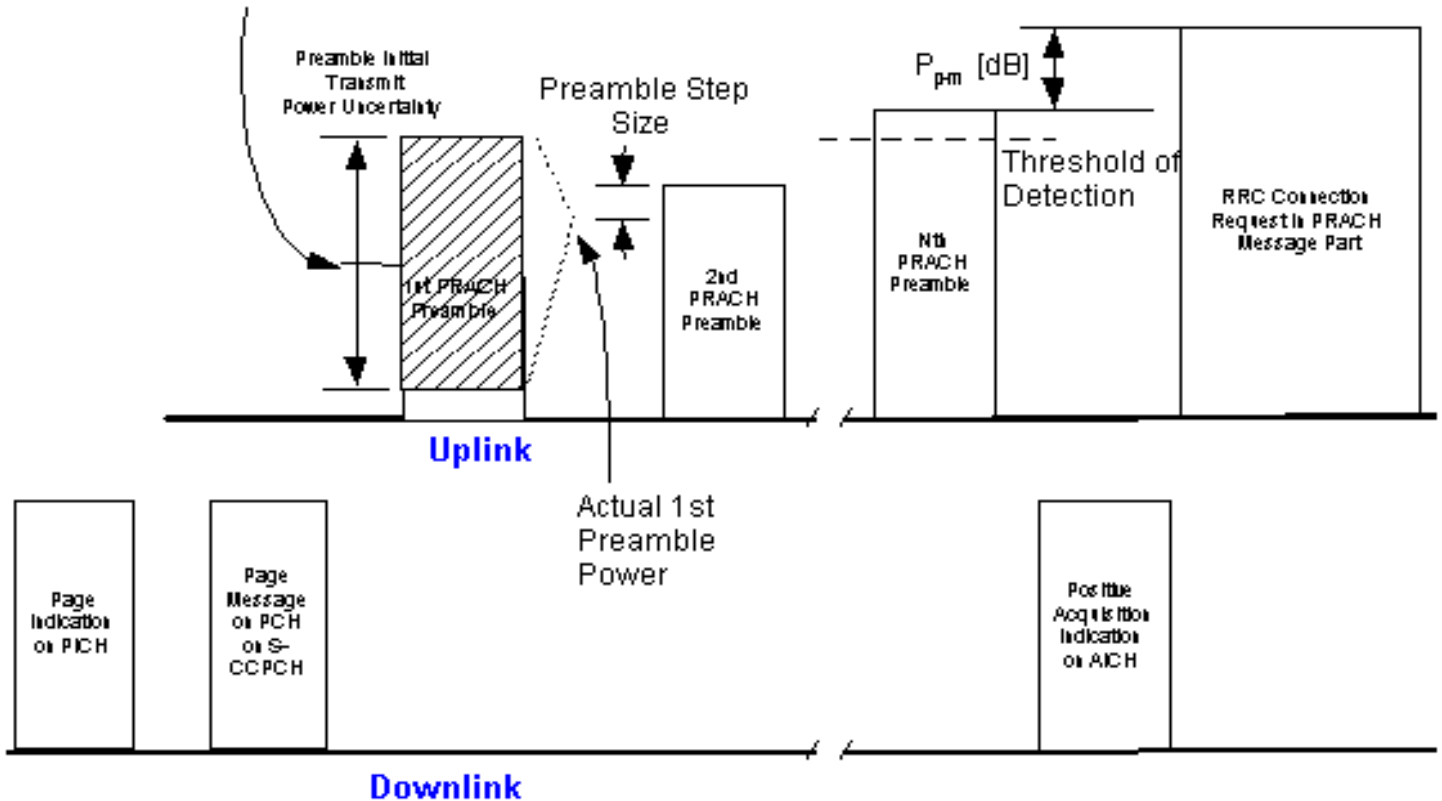 Preamble Initial
Transmit
Power Uncertainty
Preamble Step
Size
Pp-m [dB]
Threshold of
Detection
1st PRACH
Preamble
2nd
PRACH
Preamble
Nth
PRACH
Preamble
RRC Connection
Request in PRACH
Message Part
Uplink
Actual 1st
Preamble
Power
Page
Indication
on PICH
Page
Message
on PCH
on S-
CCPCH
Positive
Acquisition
Indication
on AICH
Downlink